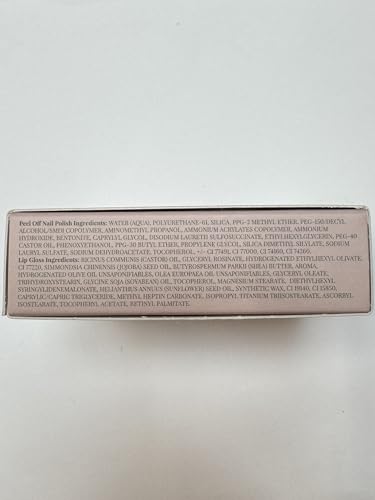 Peel Off Nail Polish Ingredients: WATER (AQUA), POLYURETHANE-61, SILICA, PPG-2 METHYL ETHER, PEG-150/DECYL
ALCOHOL/SMDI COPOLYMER, AMINOMETHYL PROPANOL, AMMONIUM ACRYLATES COPOLYMER, AMMONIUM
HYDROXIDE, BENTONITE, CAPRYLYL GLYCOL, DISODIUM LAURETH SULFOSUCCINATE, ETHYLHEXYLGLYCERIN, PEG-40
CASTOR OIL, PHENOXYETHANOL, PPG-30 BUTYL ETHER, PROPYLENE GLYCOL, SILICA DIMETHYL SILYLATE, SODIUM
LAURYL SULFATE, SODIUM DEHYDROACETATE, TOCOPHEROL, +/- CI 77491, CI 77000, CI 74160, CI 74260.
Lip Gloss Ingredients: RICINUS COMMUNIS (CASTOR) OIL, GLYCERYL ROSINATE, HYDROGENATED ETHYLHEXYL OLIVATE,
CI 77220, SIMMONDSIA CHINENSIS (JOJOBA) SEED OIL, BUTYROSPERMUM PARKII (SHEA) BUTTER, AROMA,
HYDROGENATED OLIVE OIL UNSAPONIFIABLES, OLEA EUROPAEA OIL UNSAPONIFIABLES, GLYCERYL OLEATE,
TRIHYDROXYSTEARIN, GLYCINE SOJA (SOYBEAN) OIL, TOCOPHEROL, MAGNESIUM STEARATE, DIETHYLHEXYL
SYRINGYLIDENEMALONATE, HELIANTHUS ANNUUS (SUNFLOWER) SEED OIL, SYNTHETIC WAX, CI 19140, CI 15850,
CAPRYLIC/CAPRIC TRIGLYCERIDE, METHYL HEPTIN CARBONATE, ISOPROPYL TITANIUM TRIISOSTEARATE, ASCORBYL
ISOSTEARATE, TOCOPHERYL ACETATE, RETINYL PALMITATE.